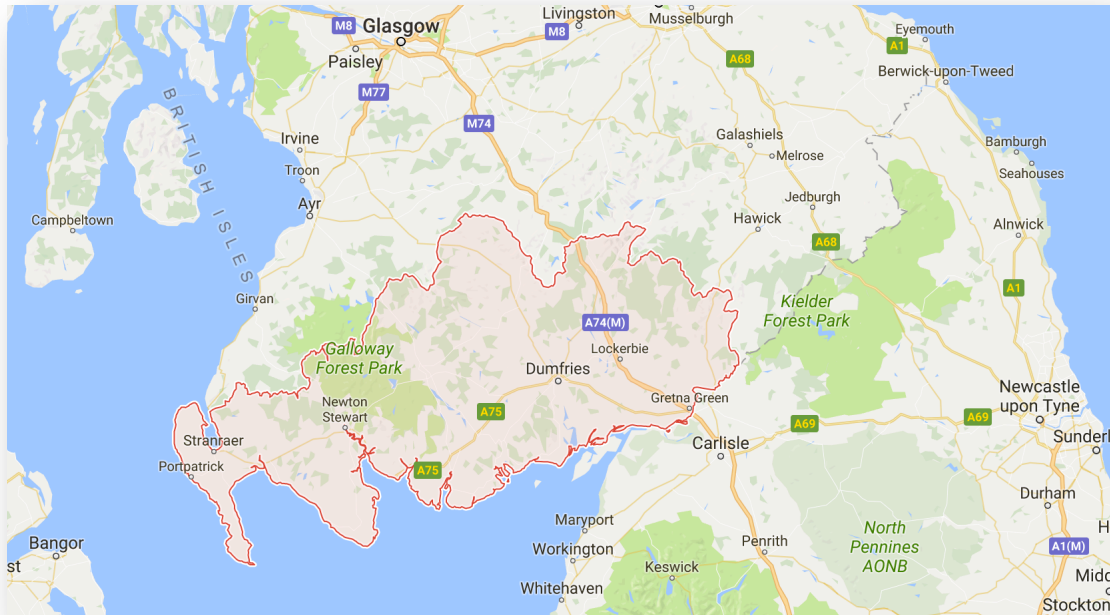 Livingston
Musselburgh
M8
Glasgow
M8
Eyemouth
A1
Paisley
A68
Berwick-upon-Tweed
M77
BRITISH ISLES
M74
Irvine
Galashiels
Melrose
Bamburgh
Troon
Seahouses
Ayr
Jedburgh
Campbeltown
Hawick
Alnwick
A68
A1
Girvan
Kielder
Forest Park
A74(M)
Galloway
Forest Park
Lockerbie
Dumfries
Newton
Stewart
Gretna Green
Newcastle
upon Tyne
A75
A69
A69
Stranraer
Carlisle
Sunderl
Portpatrick
A75
Durham
Maryport
North
Pennines
AONB
H
Bangor
Workington
Penrith
A1(M)
st
Keswick
Midd
Whitehaven
Stockton